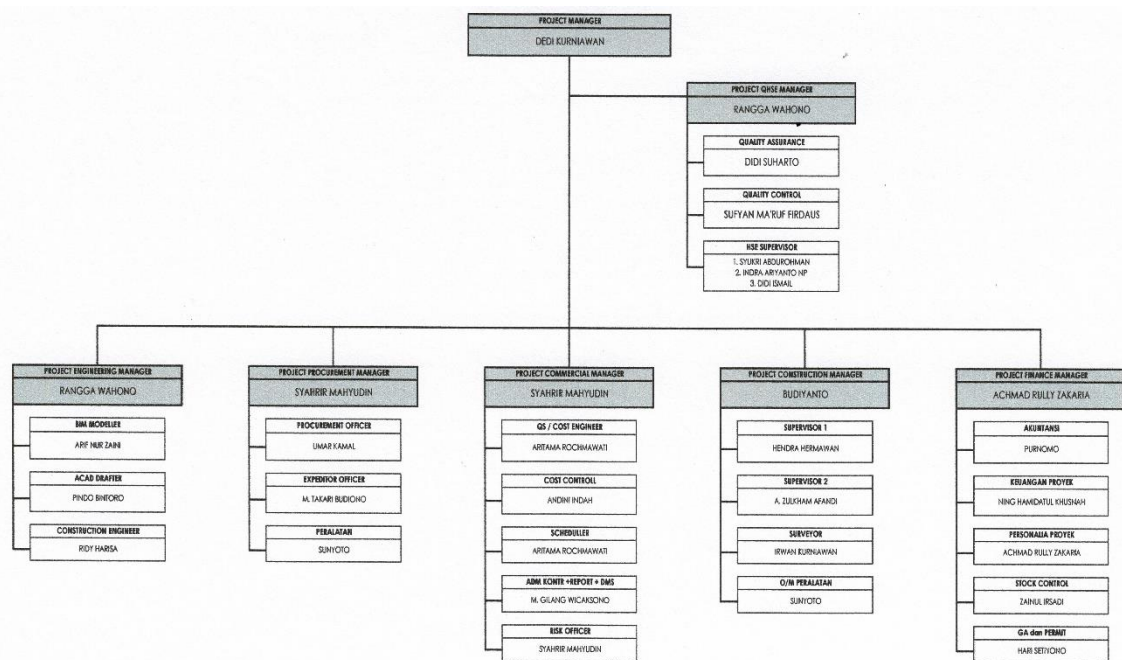 PROJECT MANAGER
DEDI KURNIAWAN
PROJECT QHSE MANAGER
RANGGA WAHONO
QUALITY ASSURANCE
DIDI SUHARTO
QUALITY CONTROL
SUFYAN MA'RUF FIRDAUS
HSE SUPERVISOR
1. SYUKRI ABDUROHMAN
2. INDRA ARIYANTO NP
3. DIDI ISMAIL
PROJECT ENGINEERING MANAGER
RANGGA WAHONO
BIM MODELLER
ARIF NUR ZAINI
ACAD DRAFTER
PINDO BINTORO
CONSTRUCTION ENGINEER
RIDY HARISA
PROJECT PROCUREMENT MANAGER
SYAHRIR MAHYUDIN
PROCUREMENT OFFICER
UMAR KAMAL
EXPEDITOR OFFICER
M. TAKARI BUDIONO
PERALATAN
SUNYOTO
PROJECT COMMERCIAL MANAGER
SYAHRIR MAHYUDIN
QS / COST ENGINEER
ARITAMA ROCHMAWATI
COST CONTROLL
ANDINI INDAH
SCHEDULLER
ARITAMA ROCHMAWATI
ADM KONTR +REPORT + DMS
M. GILANG WICAKSONO
RISK OFFICER
SYAHRIR MAHYUDIN
PROJECT CONSTRUCTION MANAGER
BUDIYANTO
SUPERVISOR 1
HENDRA HERMAWAN
SUPERVISOR 2
A. ZULKHAM AFANDI
SURVEYOR
IRWAN KURNIAWAN
O/M PERALATAN
SUNYOTO
PROJECT FINANCE MANAGER
ACHMAD RULLY ZAKARIA
AKUNTANSI
PURNOMO
KEUANGAN PROYEK
NING HAMIDATUL KHUSNAH
PERSONALIA PROYEK
ACHMAD RULLY ZAKARIA
STOCK CONTROL
ZAINUL IRSADI
GA dan PERMIT
HARI SETIYONO